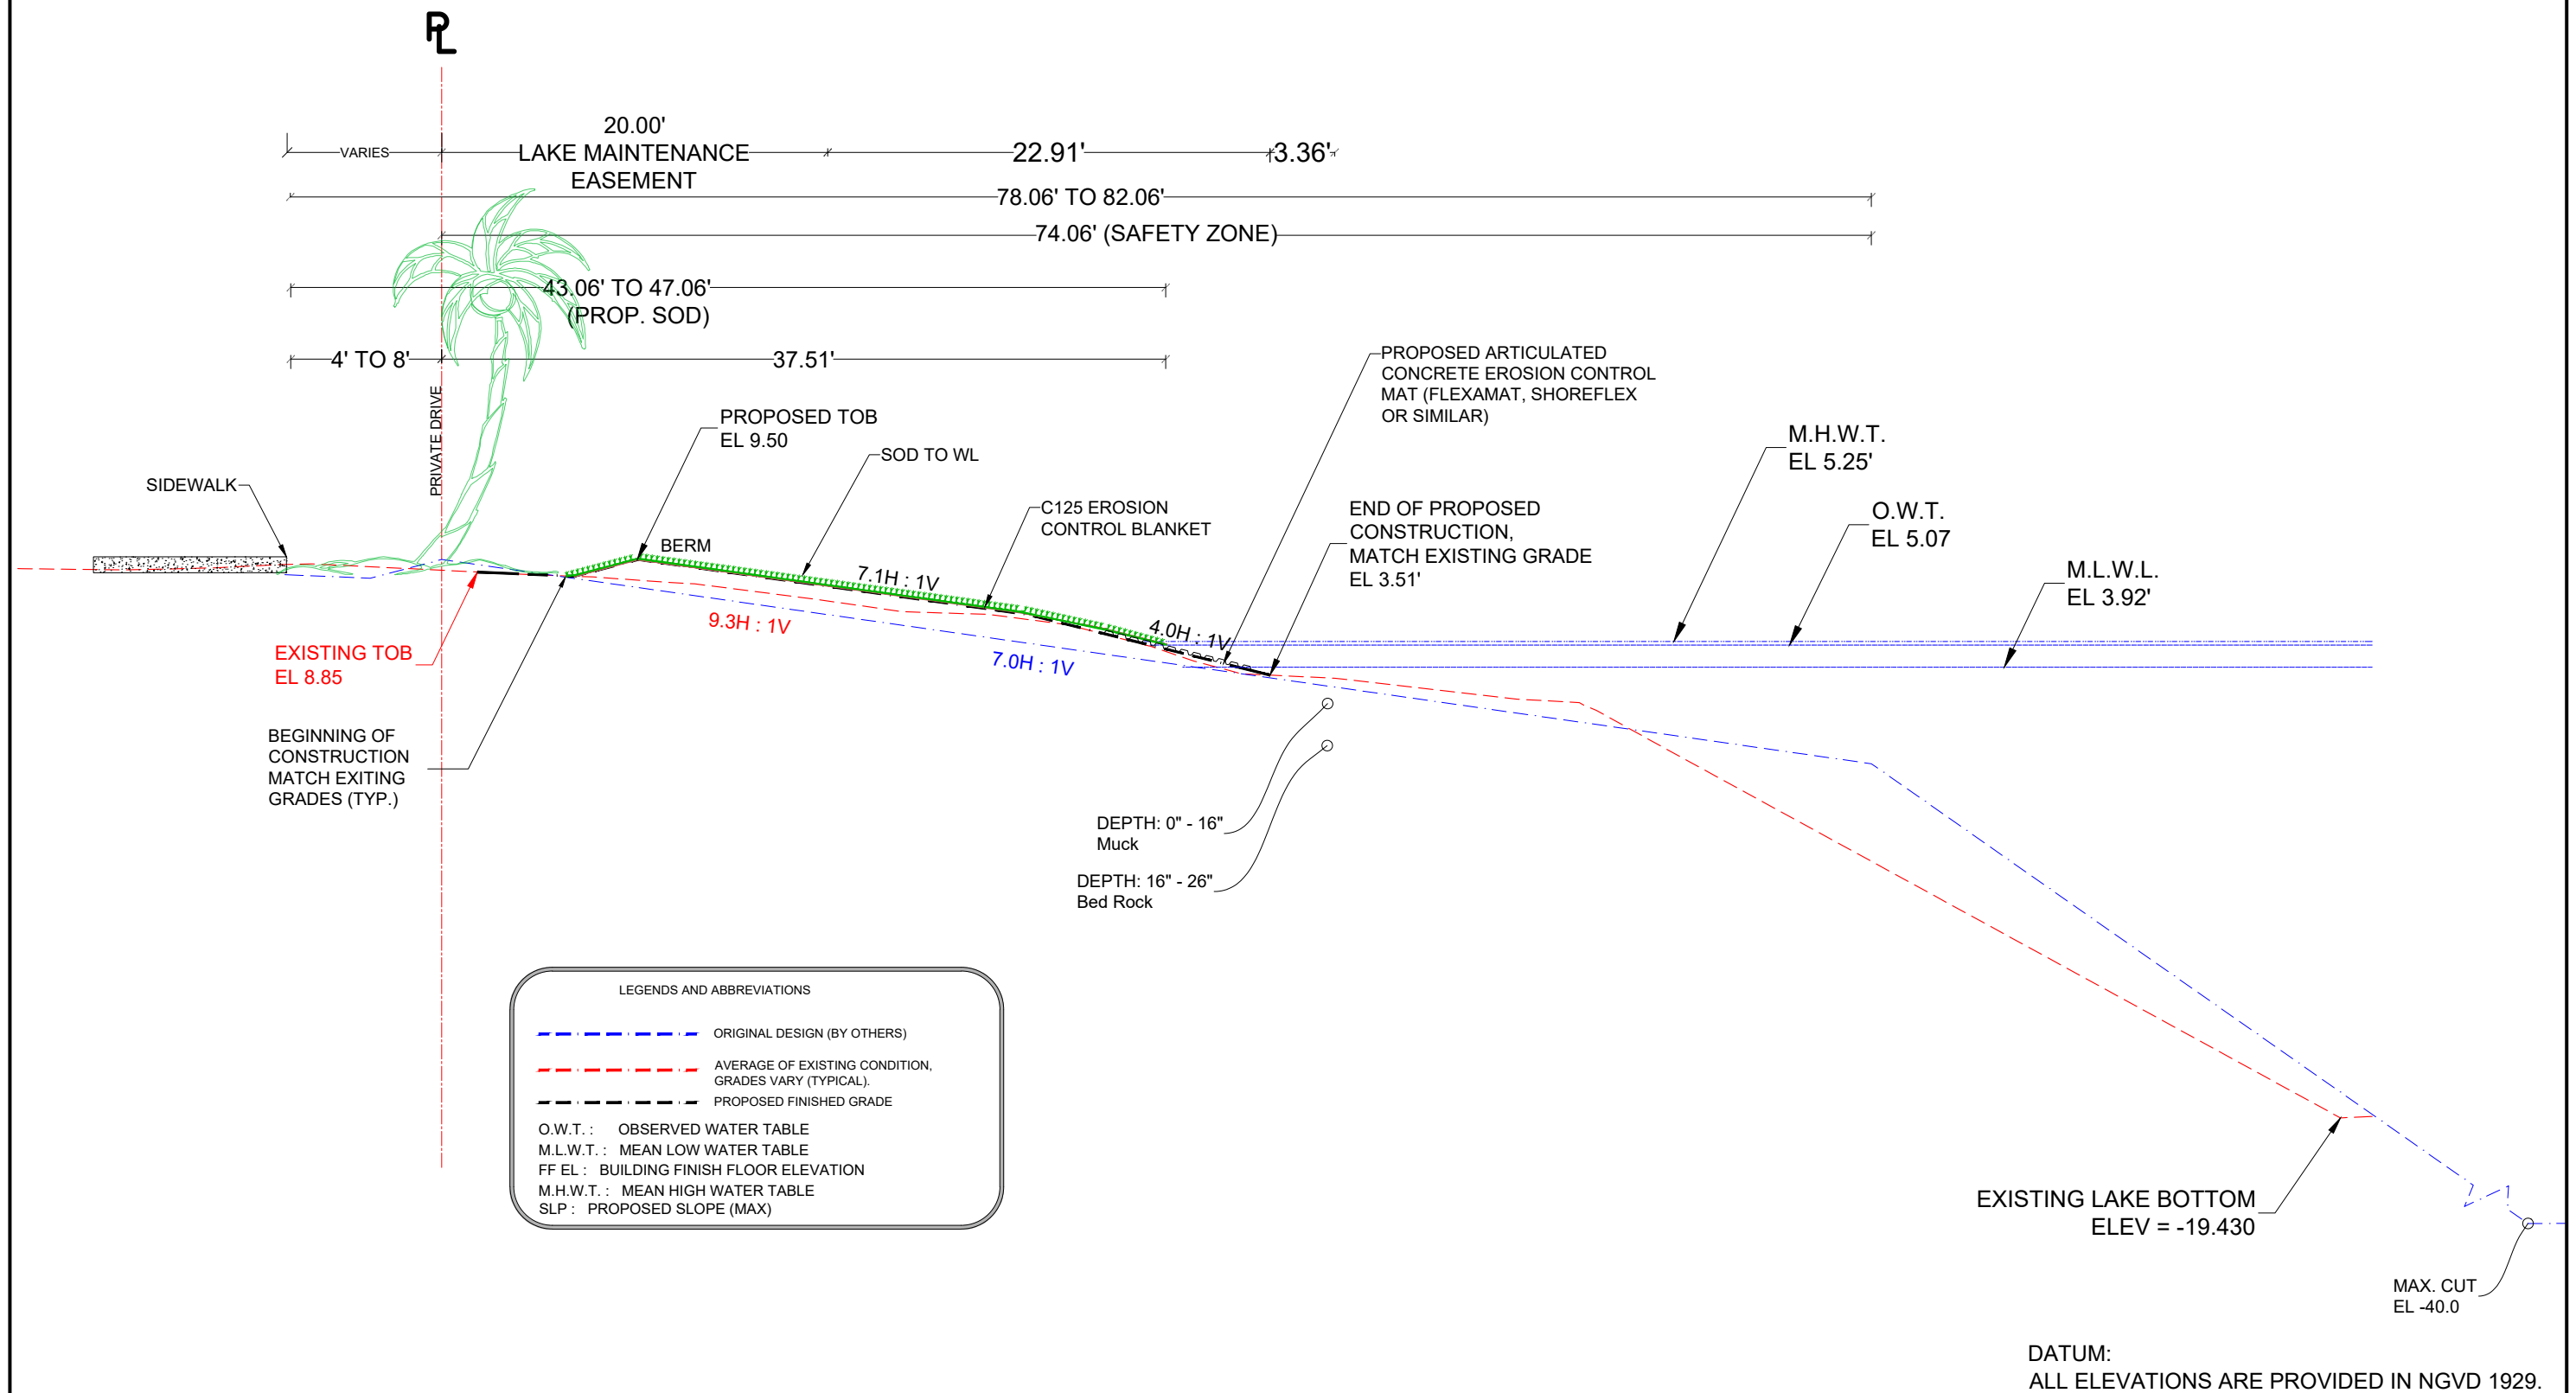 PL
20.00'
VARIES
LAKE MAINTENANCE
EASEMENT
22.91'
3.36'
78.06' TO 82.06'
74.06' (SAFETY ZONE)
43.06' TO 47.06'
(PROP. SOD)
4' TO 8'
37.51'
PRIVATE DRIVE
PROPOSED ARTICULATED
CONCRETE EROSION CONTROL
MAT (FLEXAMAT, SHOREFLEX
OR SIMILAR)
PROPOSED TOB
EL 9.50
SOD TO WL
M.H.W.T.
EL 5.25'
SIDEWALK
C125 EROSION
CONTROL BLANKET
END OF PROPOSED
CONSTRUCTION,
MATCH EXISTING GRADE
EL 3.51'
O.W.T.
EL 5.07
BERM
7.1H : 1V
M.L.W.L.
EL 3.92'
9.3H : 1V
4.0H : 1V
7.0H : 1V
EXISTING TOB
EL 8.85
BEGINNING OF
CONSTRUCTION
MATCH EXITING
GRADES (TYP.)
DEPTH: 0" - 16"
Muck
DEPTH: 16" - 26"
Bed Rock
LEGENDS AND ABBREVIATIONS
ORIGINAL DESIGN (BY OTHERS)
AVERAGE OF EXISTING CONDITION,
GRADES VARY (TYPICAL).
PROPOSED FINISHED GRADE
O.W.T. : OBSERVED WATER TABLE
M.L.W.T. : MEAN LOW WATER TABLE
FF EL : BUILDING FINISH FLOOR ELEVATION
M.H.W.T. : MEAN HIGH WATER TABLE
SLP : PROPOSED SLOPE (MAX)
EXISTING LAKE BOTTOM
ELEV = -19.430
MAX. CUT
EL -40.0
DATUM:
ALL ELEVATIONS ARE PROVIDED IN NGVD 1929.